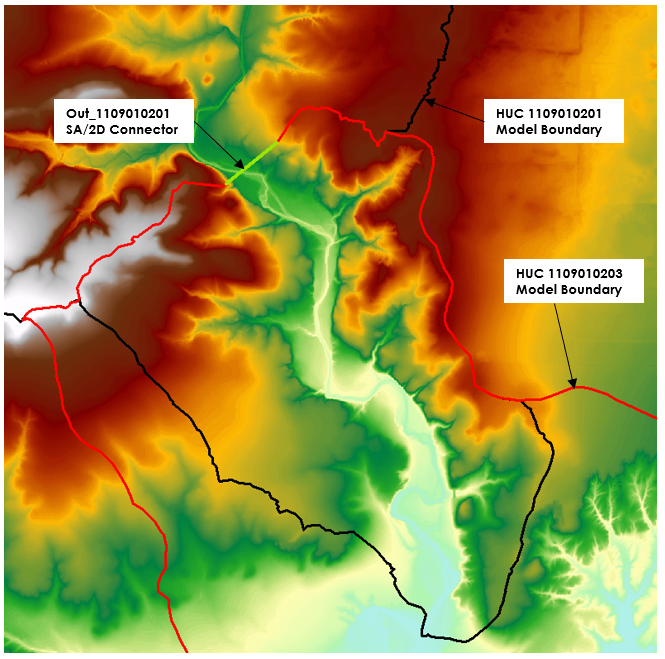 Out_1109010201
SA/2D Connector
HUC 1109010201
Model Boundary
HUC 1109010203
Model Boundary